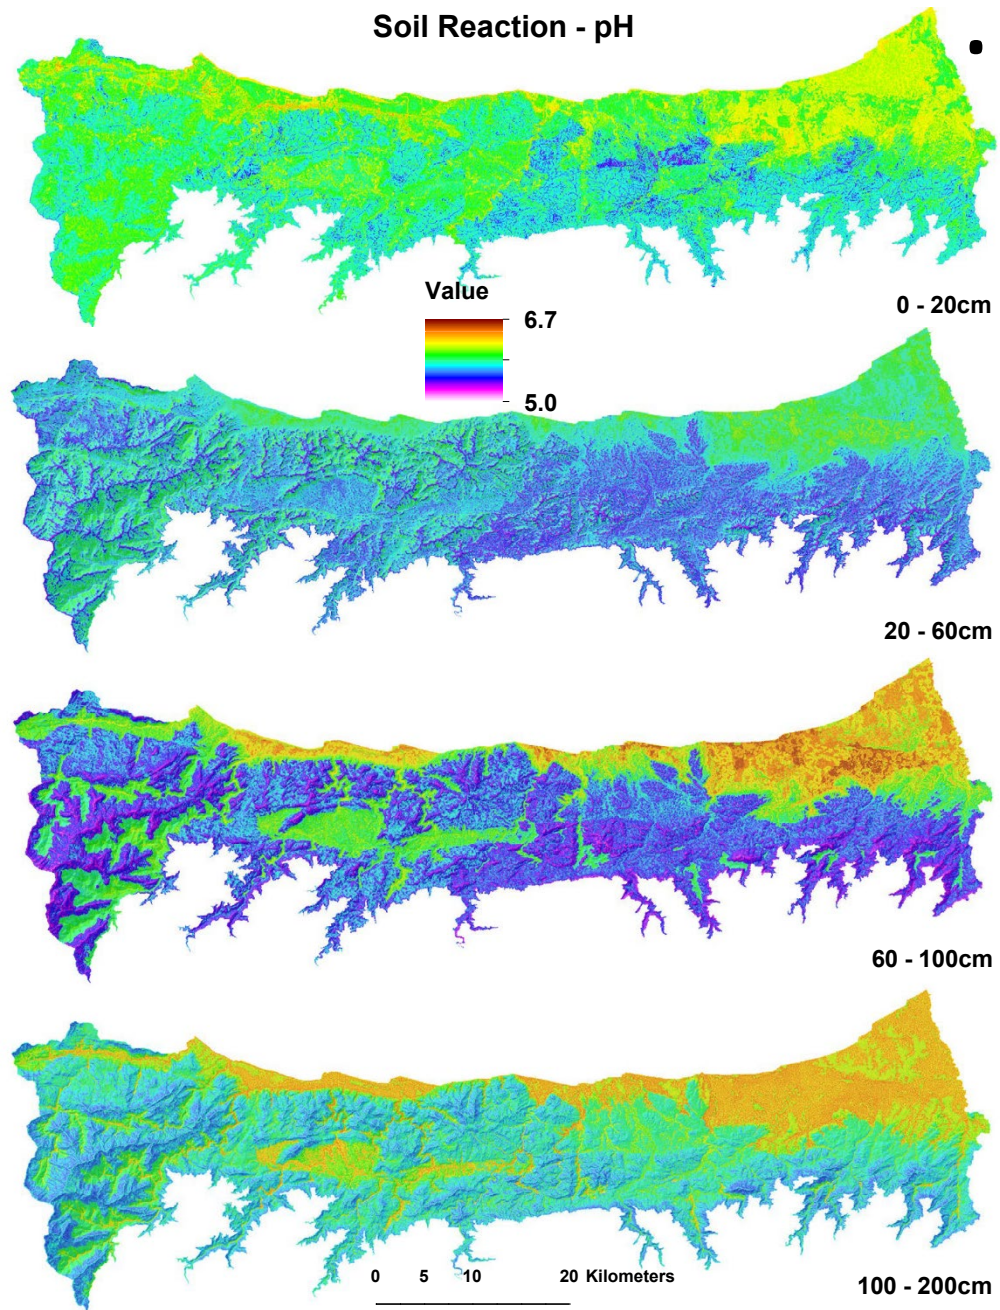 Soil Reaction - pH
0 - 20cm
Value
6.7
5.0
20 - 60cm
60 - 100cm
0 5 10 20 Kilometers
100 - 200cm